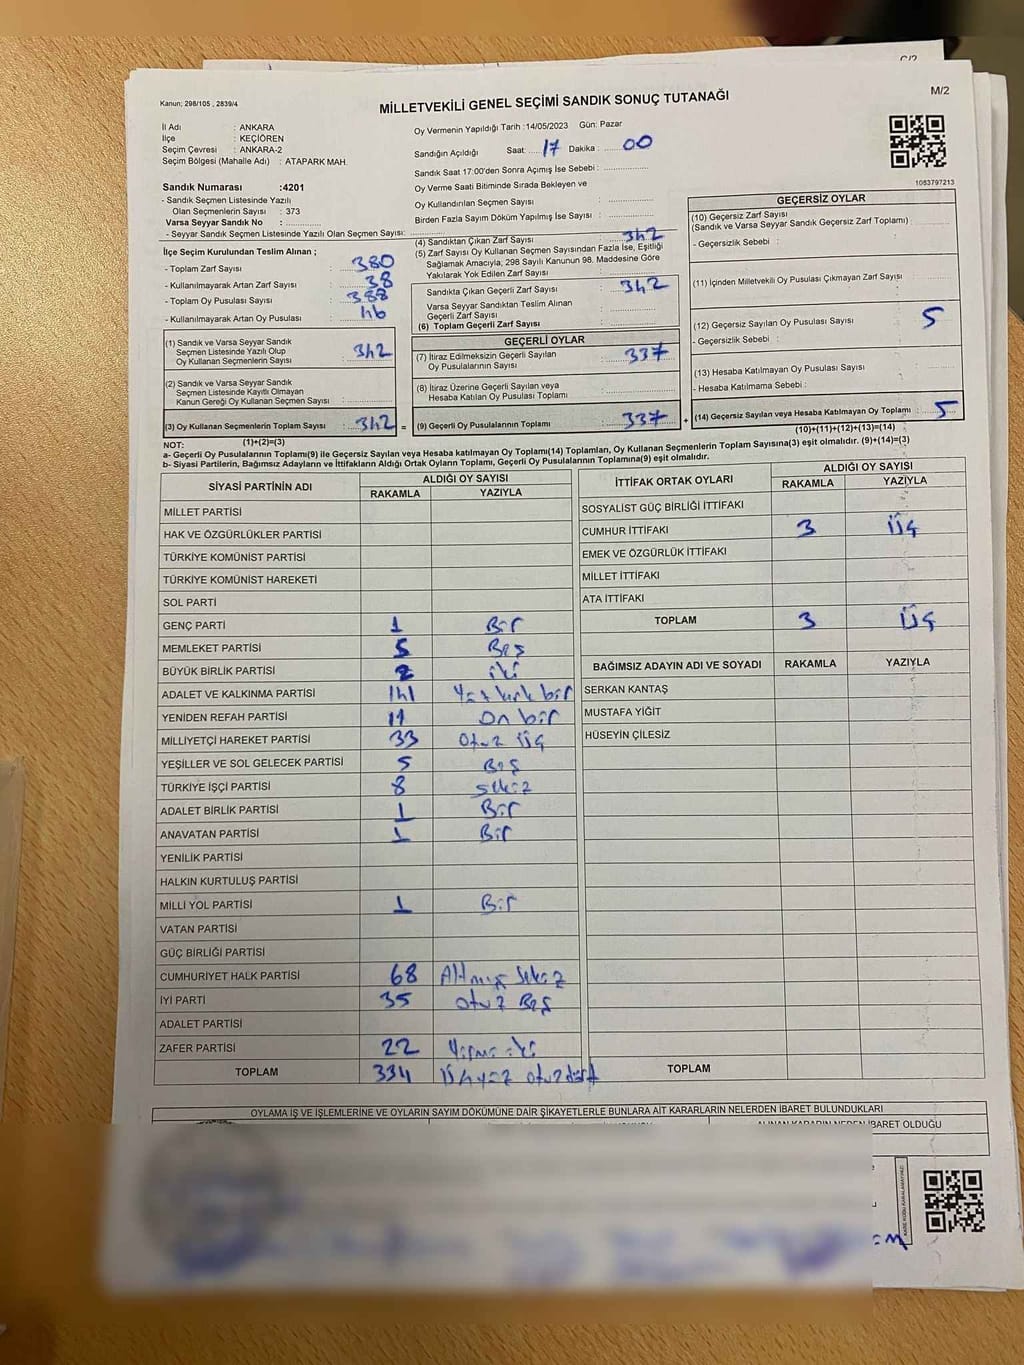 C/2
M/2
Kanun; 298/105 , 2839/4
MİLLETVEKİLİ GENEL SEÇİMİ SANDIK SONUÇ TUTANAĞI
İl Adı : ANKARA
İlçe : KEÇİÖREN
Seçim Çevresi : ANKARA-2
Seçim Bölgesi (Mahalle Adı) : ATAPARK MAH.
Sandık Numarası :4201
- Sandık Seçmen Listesinde Yazılı
Olan Seçmenlerin Sayısı : 373
Varsa Seyyar Sandık No :
- Seyyar Sandık Seçmen Listesinde Yazılı Olan Seçmen Sayısı:
Oy Vermenin Yapıldığı Tarih :14/05/2023 Gün: Pazar
Sandığın Açıldığı Saat: 17 Dakika : 00
Sandık Saat 17:00'den Sonra Açımış İse Sebebi :
Oy Verme Saati Bitiminde Sırada Bekleyen ve
Oy Kullandırılan Seçmen Sayısı :
Birden Fazla Sayım Döküm Yapılmış İse Sayısı :
1053797213
İlçe Seçim Kurulundan Teslim Alınan ;
- Toplam Zarf Sayısı : 380
- Kullanılmayarak Artan Zarf Sayısı : 38
- Toplam Oy Pusulası Sayısı : 388
- Kullanılmayarak Artan Oy Pusulası : 46
(1) Sandık ve Varsa Seyyar Sandık
Seçmen Listesinde Yazılı Olup
Oy Kullanan Seçmenlerin Sayısı : 342
(2) Sandık ve Varsa Seyyar Sandık
Seçmen Listesinde Kayıtlı Olmayan
Kanun Gereği Oy Kullanan Seçmen Sayısı :
(3) Oy Kullanan Seçmenlerin Toplam Sayısı : 342 =
(1)+(2)=(3)
(4) Sandıktan Çıkan Zarf Sayısı : 342
(5) Zarf Sayısı Oy Kullanan Seçmen Sayısından Fazla İse, Eşitliği
Sağlamak Amacıyla; 298 Sayılı Kanunun 98. Maddesine Göre
Yakılarak Yok Edilen Zarf Sayısı :
Sandıkta Çıkan Geçerli Zarf Sayısı : 342
Varsa Seyyar Sandıktan Teslim Alınan
Geçerli Zarf Sayısı :
(6) Toplam Geçerli Zarf Sayısı :
GEÇERLİ OYLAR
(7) İtiraz Edilmeksizin Geçerli Sayılan
Oy Pusulalarının Sayısı : 337
(8) İtiraz Üzerine Geçerli Sayılan veya
Hesaba Katılan Oy Pusulası Toplamı :
(9) Geçerli Oy Pusulalarının Toplamı : 337 +
GEÇERSİZ OYLAR
(10) Geçersiz Zarf Sayısı
(Sandık ve Varsa Seyyar Sandık Geçersiz Zarf Toplamı) :
- Geçersizlik Sebebi :
(11) İçinden Milletvekili Oy Pusulası Çıkmayan Zarf Sayısı :
(12) Geçersiz Sayılan Oy Pusulası Sayısı : 5
- Geçersizlik Sebebi :
(13) Hesaba Katılmayan Oy Pusulası Sayısı :
- Hesaba Katılmama Sebebi :
(14) Geçersiz Sayılan veya Hesaba Katılmayan Oy Toplamı : 5
(10)+(11)+(12)+(13)=(14)
NOT:
a- Geçerli Oy Pusulalarının Toplamı(9) ile Geçersiz Sayılan veya Hesaba katılmayan Oy Toplamı(14) Toplamları, Oy Kullanan Seçmenlerin Toplam Sayısına(3) eşit olmalıdır. (9)+(14)=(3)
b- Siyasi Partilerin, Bağımsız Adayların ve İttifakların Aldığı Ortak Oyların Toplamı, Geçerli Oy Pusulalarının Toplamına(9) eşit olmalıdır.
SİYASİ PARTİNİN ADI ALDIĞI OY SAYISI
RAKAMLA YAZIYLA
MİLLET PARTİSİ
HAK VE ÖZGÜRLÜKLER PARTİSİ
TÜRKİYE KOMÜNİST PARTİSİ
TÜRKİYE KOMÜNİST HAREKETİ
SOL PARTİ
GENÇ PARTİ 1 Bir
MEMLEKET PARTİSİ 5 Beş
BÜYÜK BİRLİK PARTİSİ 2 iki
ADALET VE KALKINMA PARTİSİ 141 Yüz kırk bir
YENİDEN REFAH PARTİSİ 11 On bir
MİLLİYETÇİ HAREKET PARTİSİ 33 Otuz Üç
YEŞİLLER VE SOL GELECEK PARTİSİ 5 Beş
TÜRKİYE İŞÇİ PARTİSİ 8 sekiz
ADALET BİRLİK PARTİSİ 1 Bir
ANAVATAN PARTİSİ 1 Bir
YENİLİK PARTİSİ
HALKIN KURTULUŞ PARTİSİ
MİLLİ YOL PARTİSİ 1 Bir
VATAN PARTİSİ
GÜÇ BİRLİĞİ PARTİSİ
CUMHURİYET HALK PARTİSİ 68 Altmış Sekiz
İYİ PARTİ 35 Otuz Beş
ADALET PARTİSİ
ZAFER PARTİSİ 22 Yirmi iki
TOPLAM 334 Üçyüz otuzdört
İTTİFAK ORTAK OYLARI ALDIĞI OY SAYISI
RAKAMLA YAZIYLA
SOSYALİST GÜÇ BİRLİĞİ İTTİFAKI
CUMHUR İTTİFAKI 3 Üç
EMEK VE ÖZGÜRLÜK İTTİFAKI
MİLLET İTTİFAKI
ATA İTTİFAKI
TOPLAM 3 Üç
BAĞIMSIZ ADAYIN ADI VE SOYADI RAKAMLA YAZIYLA
SERKAN KANTAŞ
MUSTAFA YİĞİT
HÜSEYİN ÇİLESİZ
TOPLAM
OYLAMA İŞ VE İŞLEMLERİNE VE OYLARIN SAYIM DÖKÜMÜNE DAİR ŞİKAYETLERLE BUNLARA AİT KARARLARIN NELERDEN İBARET BULUNDUKLARI
ALINAN KARARIN NEDEN İBARET OLDUĞU